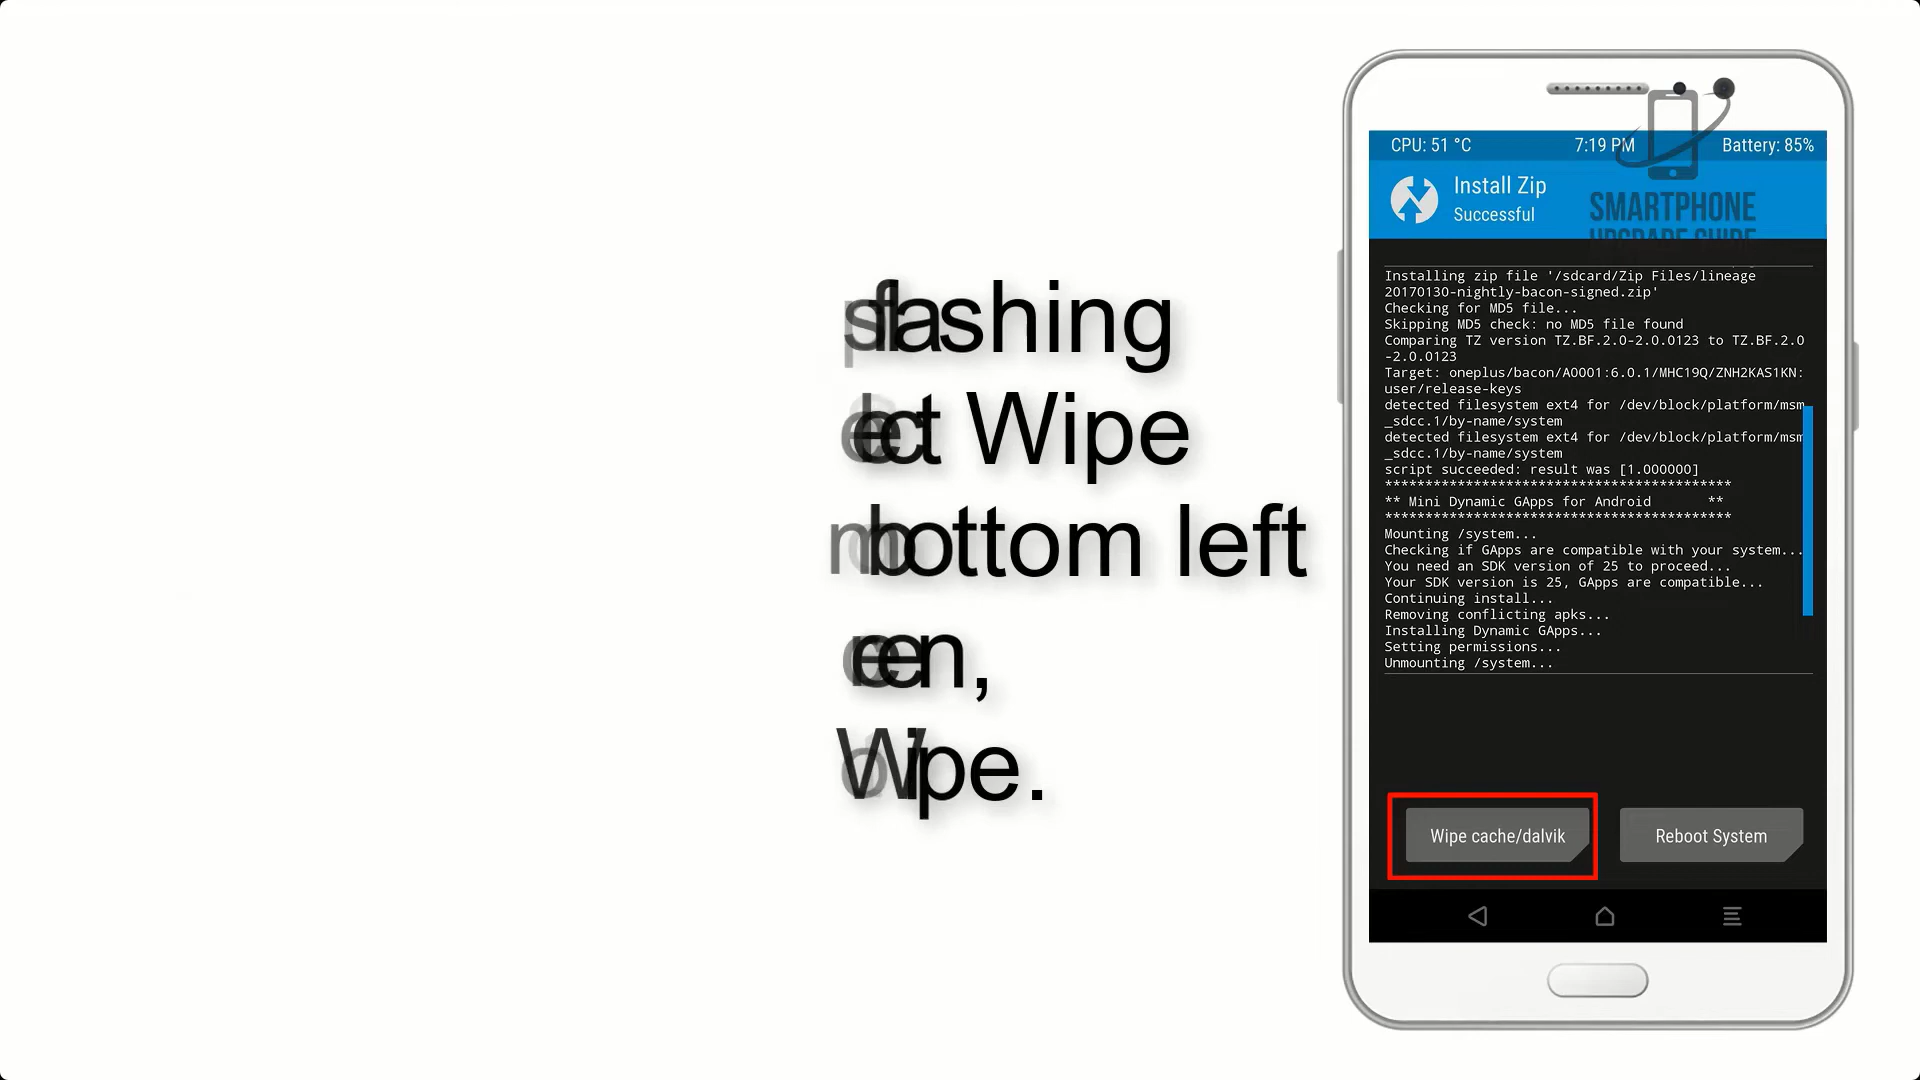 flashing
Wipe
bottom left
Wipe.
CPU: 51 °C 7:19 PM Battery: 85%
Install Zip
Successful
SMARTPHONE
UPGRADE GUIDE
Installing zip file '/sdcard/Zip Files/lineage
20170130-nightly-bacon-signed.zip'
Checking for MD5 file...
Skipping MD5 check: no MD5 file found
Comparing TZ version TZ.BF.2.0-2.0.0123 to TZ.BF.2.0
-2.0.0123
Target: oneplus/bacon/A0001:6.0.1/MHC19Q/ZNH2KAS1KN:
user/release-keys
detected filesystem ext4 for /dev/block/platform/msm
_sdcc.1/by-name/system
detected filesystem ext4 for /dev/block/platform/msm
_sdcc.1/by-name/system
script succeeded: result was [1.000000]
*******************************************
** Mini Dynamic GApps for Android **
*******************************************
Mounting /system...
Checking if GApps are compatible with your system...
You need an SDK version of 25 to proceed...
Your SDK version is 25, GApps are compatible...
Continuing install...
Removing conflicting apks...
Installing Dynamic GApps...
Setting permissions...
Unmounting /system...
Wipe cache/dalvik Reboot System